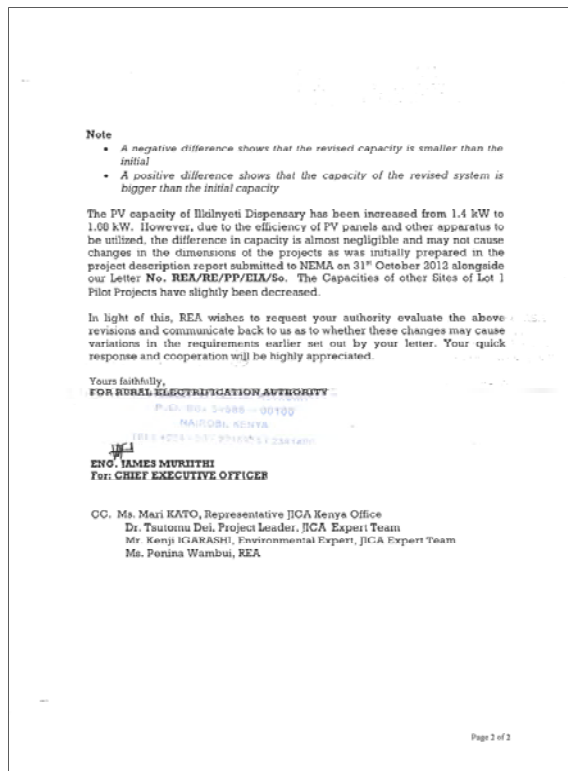 Note
• A negative difference shows that the revised capacity is smaller than the
initial
• A positive difference shows that the capacity of the revised system is
bigger than the initial capacity
The PV capacity of Ilkilnyeti Dispensary has been increased from 1.4 kW to
1.68 kW. However, due to the efficiency of PV panels and other apparatus to
be utilized, the difference in capacity is almost negligible and may not cause
changes in the dimensions of the projects as was initially prepared in the
project description report submitted to NEMA on 31st October 2012 alongside
our Letter No. REA/RE/PP/EIA/So. The Capacities of other Sites of Lot 1
Pilot Projects have slightly been decreased.
In light of this, REA wishes to request your authority evaluate the above
revisions and communicate back to us as to whether these changes may cause
variations in the requirements earlier set out by your letter. Your quick
response and cooperation will be highly appreciated.
Yours faithfully,
FOR RURAL ELECTRIFICATION AUTHORITY
00100
NAIROBI, KENYA
ENG. JAMES MURIITHI
For: CHIEF EXECUTIVE OFFICER
CC. Ms. Mari KATO, Representative JICA Kenya Office
Dr. Tsutomu Dei, Project Leader, JICA Expert Team
Mr. Kenji IGARASHI, Environmental Expert, JICA Expert Team
Ms. Penina Wambui, REA
Page 2 of 2